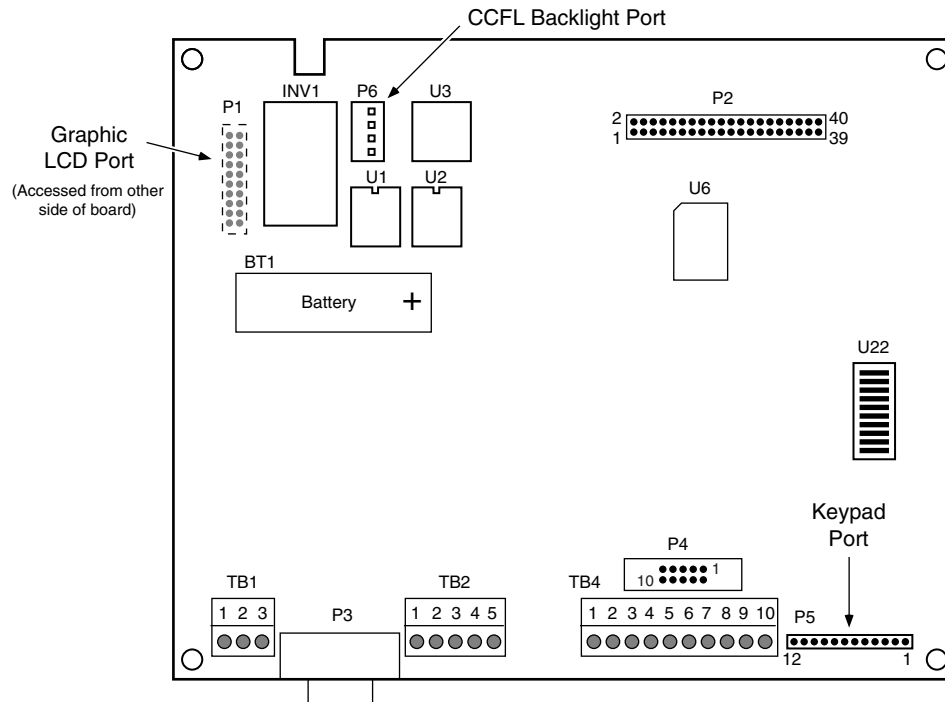 CCFL Backlight Port
INV1
P6
U3
P1
P2
2
40
1
39
Graphic
LCD Port
(Accessed from other
side of board)
U1
U2
U6
BT1
Battery
+
U22
Keypad
Port
P4
1
10
TB1
P3
TB2
TB4
P5
1 2 3
1 2 3 4 5
1 2 3 4 5 6 7 8 9 10
12
1